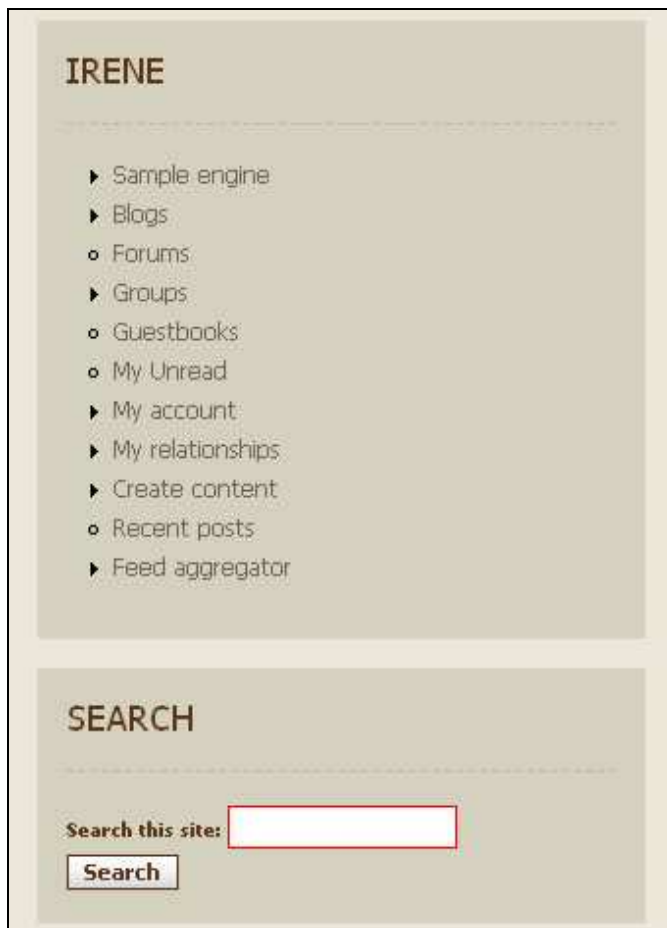 IRENE
Sample engine
Blogs
Forums
Groups
Guestbooks
My Unread
My account
My relationships
Create content
Recent posts
Feed aggregator
SEARCH
Search this site:
Search